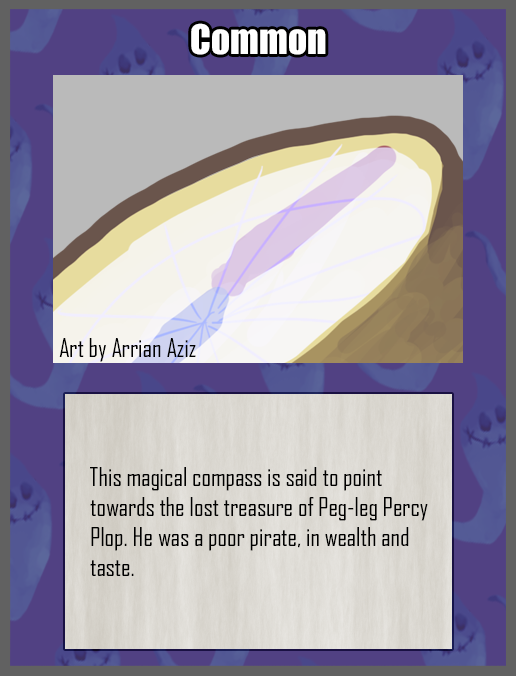 Common
Art by Arrian Aziz
This magical compass is said to point
towards the lost treasure of Peg-leg Percy
Plop. He was a poor pirate, in wealth and
taste.